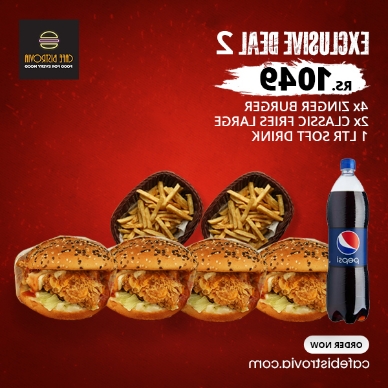 CAFE BISTROVIA
FOOD FOR EVERY MOOD
EXCLUSIVE DEAL 2
RS. 1049
4x ZINGER BURGER
2x CLASSIC FRIES LARGE
1 LTR SOFT DRINK
pepsi
ORDER NOW
cafebistrovia.com